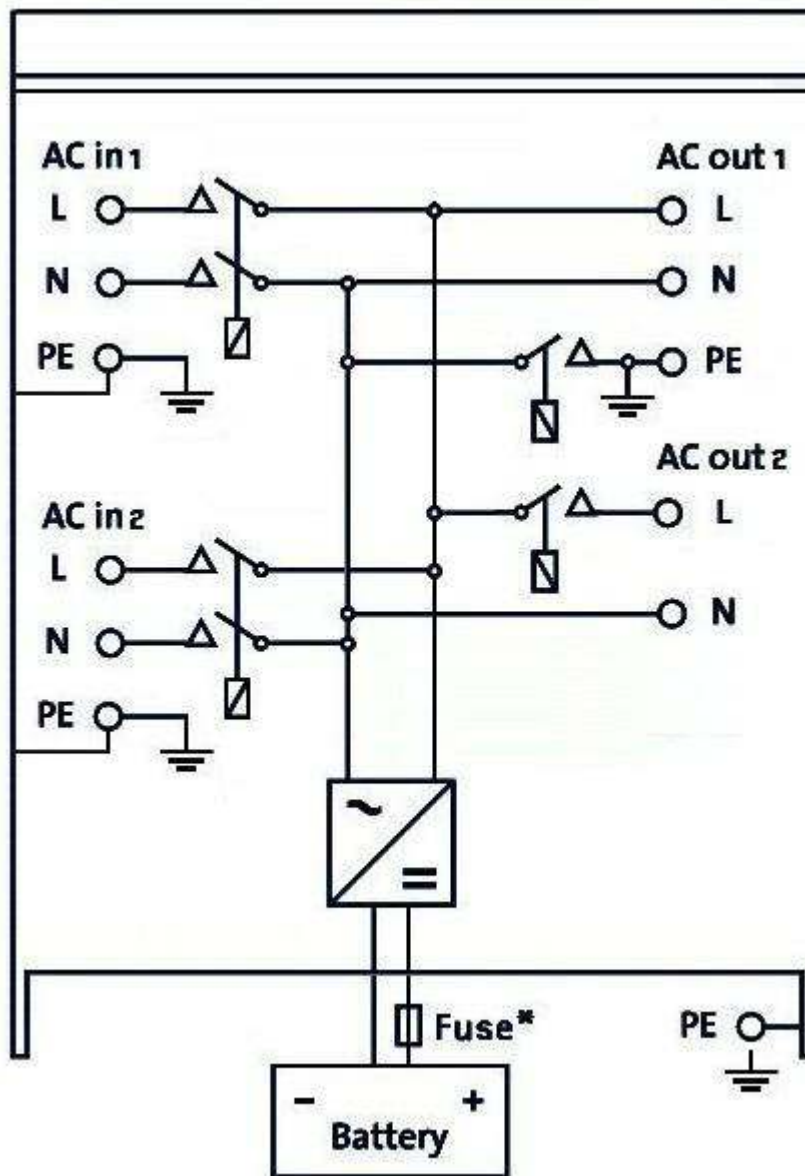 AC in 1
L
N
PE
AC out 1
L
N
PE
AC in 2
L
N
PE
AC out 2
L
N
~
=
Fuse*
PE
- +
Battery